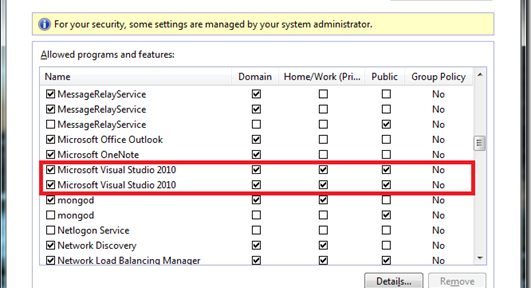 For your security, some settings are managed by your system administrator.
Allowed programs and features:
Name Domain Home/Work (Pri... Public Group Policy
MessageRelayService No
MessageRelayService No
MessageRelayService No
Microsoft Office Outlook No
Microsoft OneNote No
Microsoft Visual Studio 2010 No
Microsoft Visual Studio 2010 No
mongod No
mongod No
Netlogon Service No
Network Discovery No
Network Load Balancing Manager No
Details... Remove